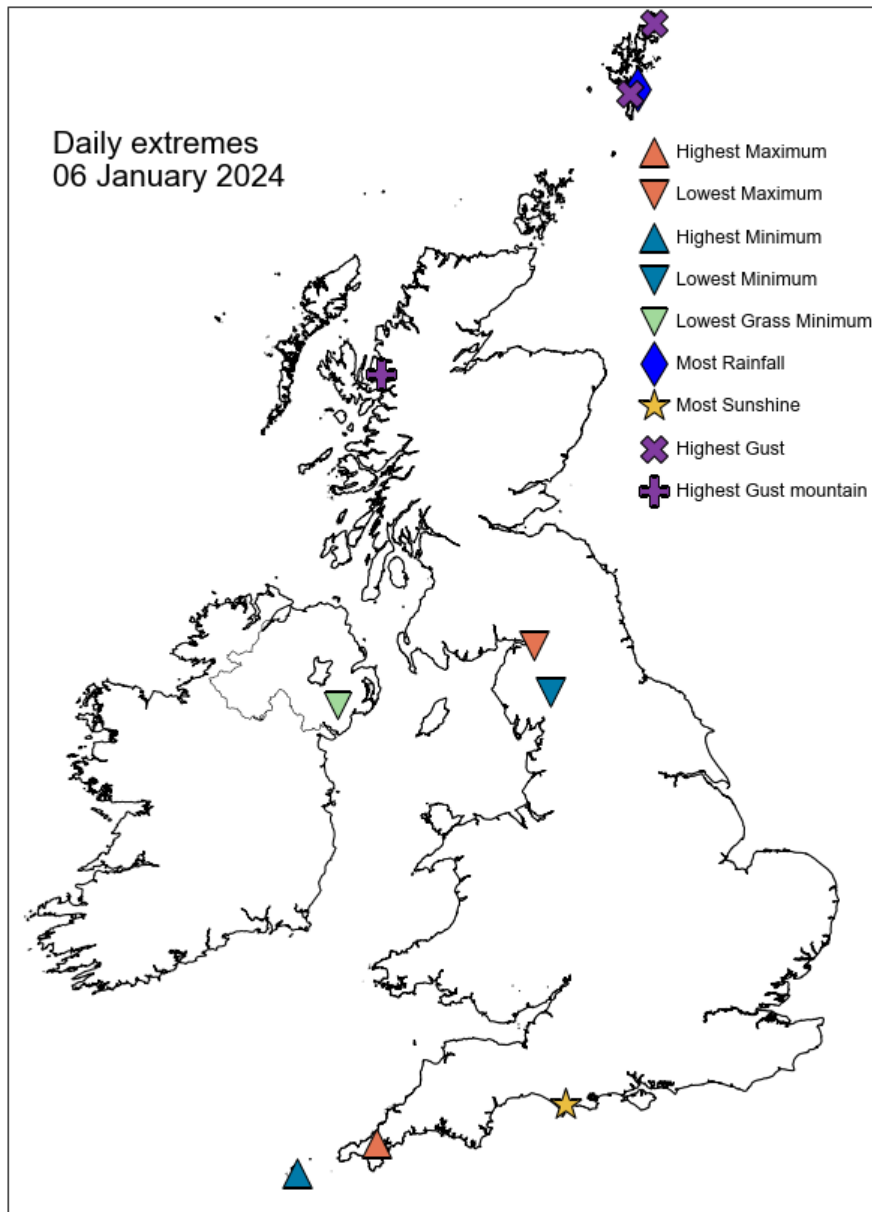 Daily extremes
06 January 2024
Highest Maximum
Lowest Maximum
Highest Minimum
Lowest Minimum
Lowest Grass Minimum
Most Rainfall
Most Sunshine
Highest Gust
Highest Gust mountain